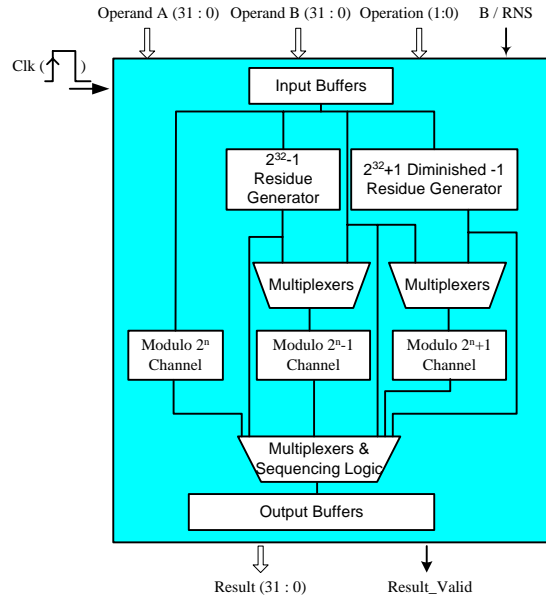 Operand A (31 : 0) Operand B (31 : 0) Operation (1:0) B / RNS
Clk ( )
Input Buffers
2³²-1
Residue
Generator
2³²+1 Diminished -1
Residue Generator
Multiplexers
Multiplexers
Modulo 2ⁿ
Channel
Modulo 2ⁿ-1
Channel
Modulo 2ⁿ+1
Channel
Multiplexers &
Sequencing Logic
Output Buffers
Result (31 : 0) Result_Valid